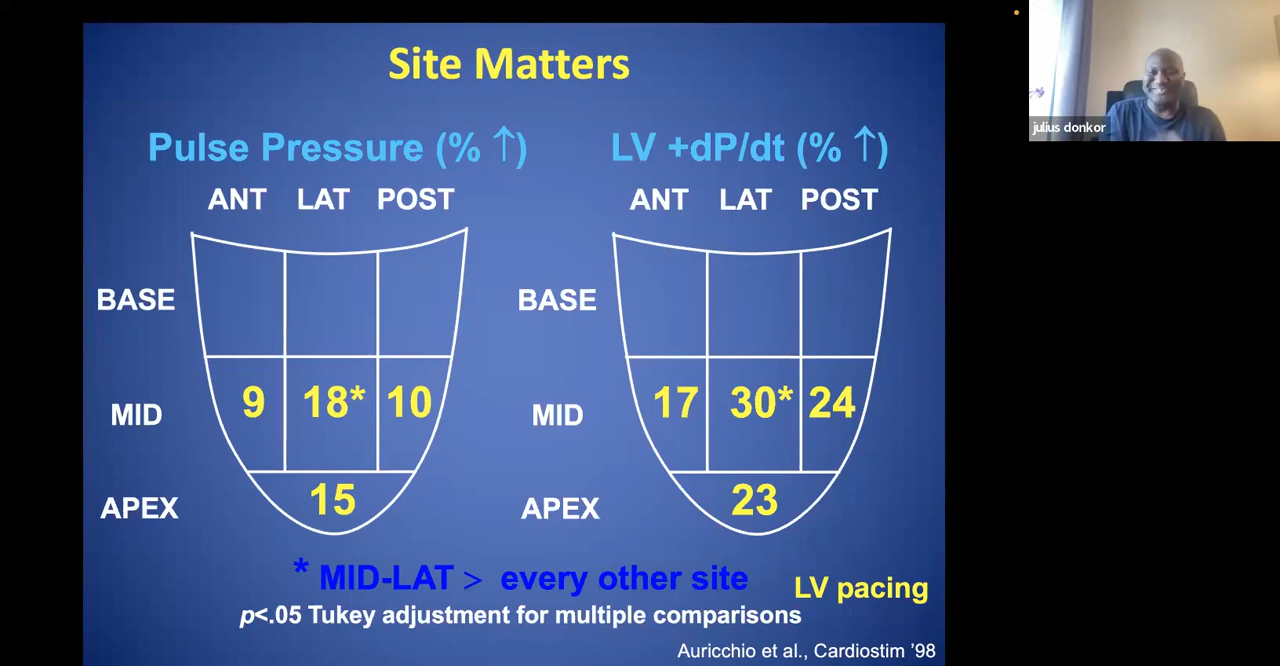 Site Matters
Pulse Pressure (% ↑) LV +dP/dt (% ↑)
ANT LAT POST ANT LAT POST
BASE BASE
MID 9 18* 10 MID 17 30* 24
APEX 15 APEX 23
* MID-LAT > every other site
LV pacing
p<.05 Tukey adjustment for multiple comparisons
Auricchio et al., Cardiostim ’98
julius donkor